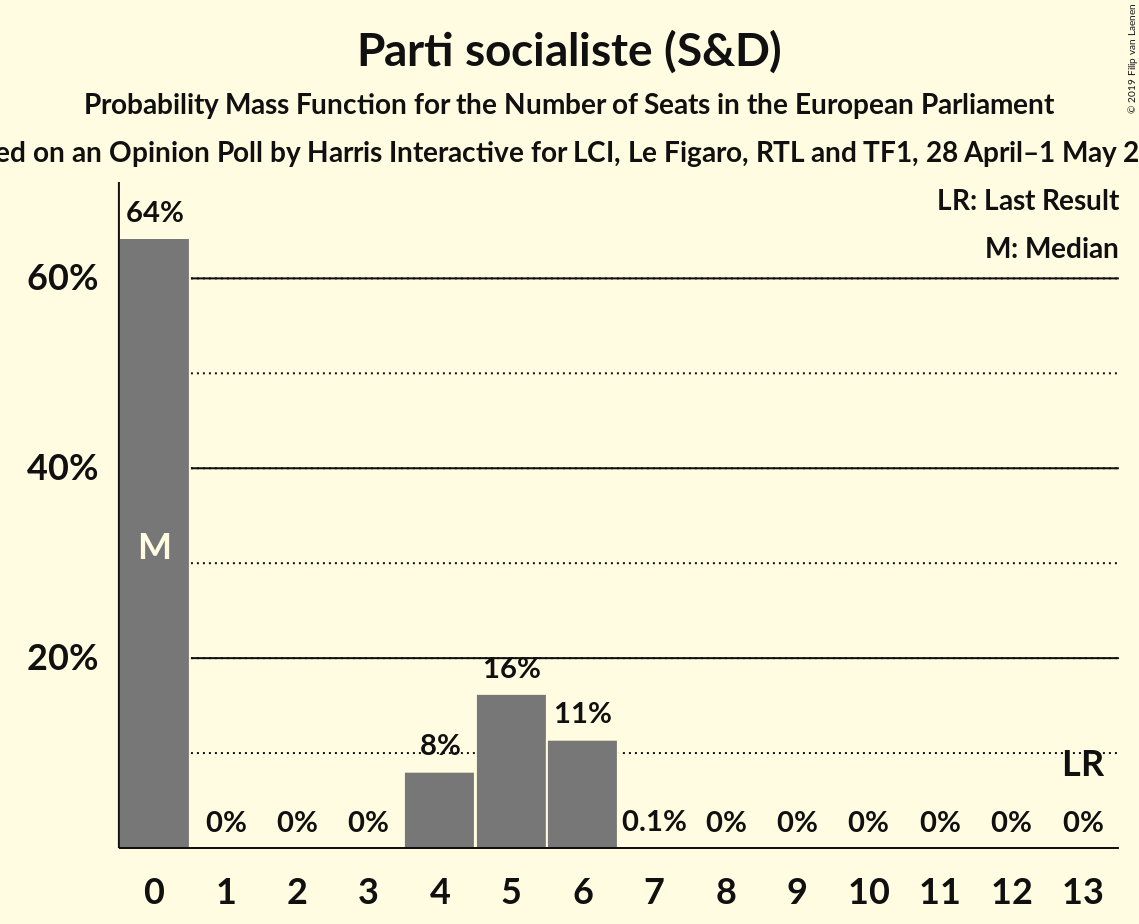 Parti socialiste (S&D)
Probability Mass Function for the Number of Seats in the European Parliament
ed on an Opinion Poll by Harris Interactive for LCI, Le Figaro, RTL and TF1, 28 April–1 May 2
© 2019 Filip van Laenen
LR: Last Result
M: Median
64%
60%
40%
M
20%
16%
11%
8%
LR
0% 0% 0% 0.1% 0% 0% 0% 0% 0% 0%
0 1 2 3 4 5 6 7 8 9 10 11 12 13